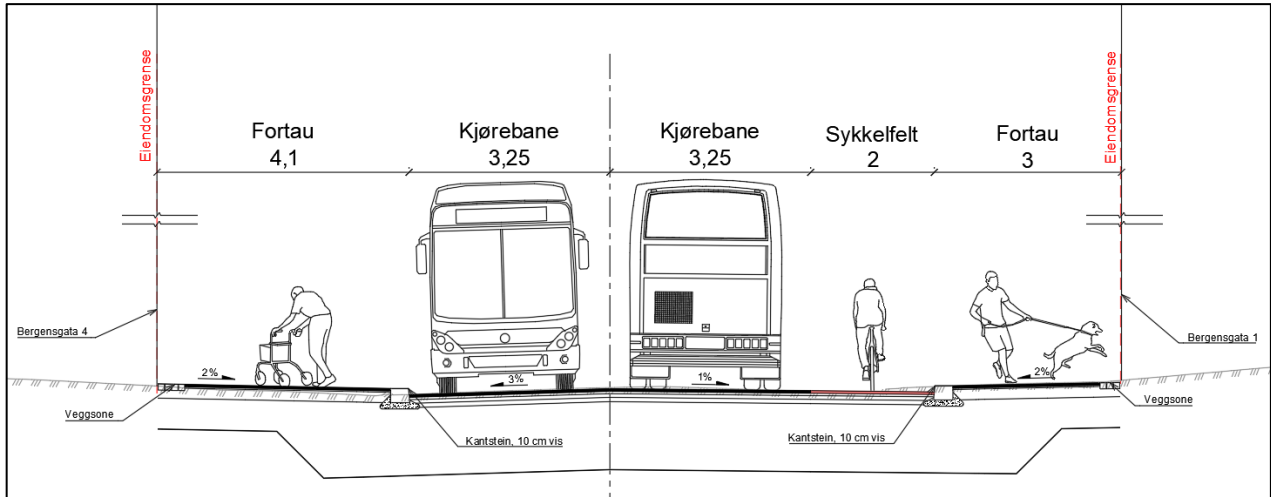 Eiendomsgrense
Eiendomsgrense
Fortau
4,1
Kjørebane
3,25
Kjørebane
3,25
Sykkelfelt
2
Fortau
3
Bergensgata 4
Bergensgata 1
2%
3%
1%
2%
Veggsone
Veggsone
Kantstein, 10 cm vis
Kantstein, 10 cm vis